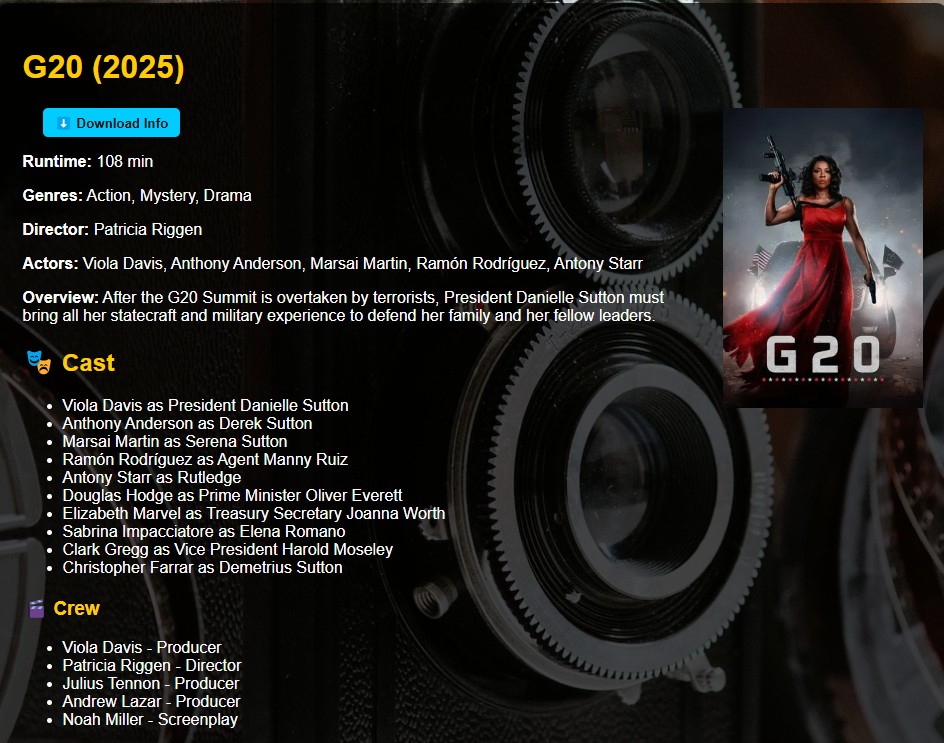 G20 (2025)
Download Info
Runtime: 108 min
Genres: Action, Mystery, Drama
Director: Patricia Riggen
Actors: Viola Davis, Anthony Anderson, Marsai Martin, Ramón Rodríguez, Antony Starr
Overview: After the G20 Summit is overtaken by terrorists, President Danielle Sutton must
bring all her statecraft and military experience to defend her family and her fellow leaders.
G20
Cast
Viola Davis as President Danielle Sutton
Anthony Anderson as Derek Sutton
Marsai Martin as Serena Sutton
Ramón Rodríguez as Agent Manny Ruiz
Antony Starr as Rutledge
Douglas Hodge as Prime Minister Oliver Everett
Elizabeth Marvel as Treasury Secretary Joanna Worth
Sabrina Impacciatore as Elena Romano
Clark Gregg as Vice President Harold Moseley
Christopher Farrar as Demetrius Sutton
Crew
Viola Davis - Producer
Patricia Riggen - Director
Julius Tennon - Producer
Andrew Lazar - Producer
Noah Miller - Screenplay